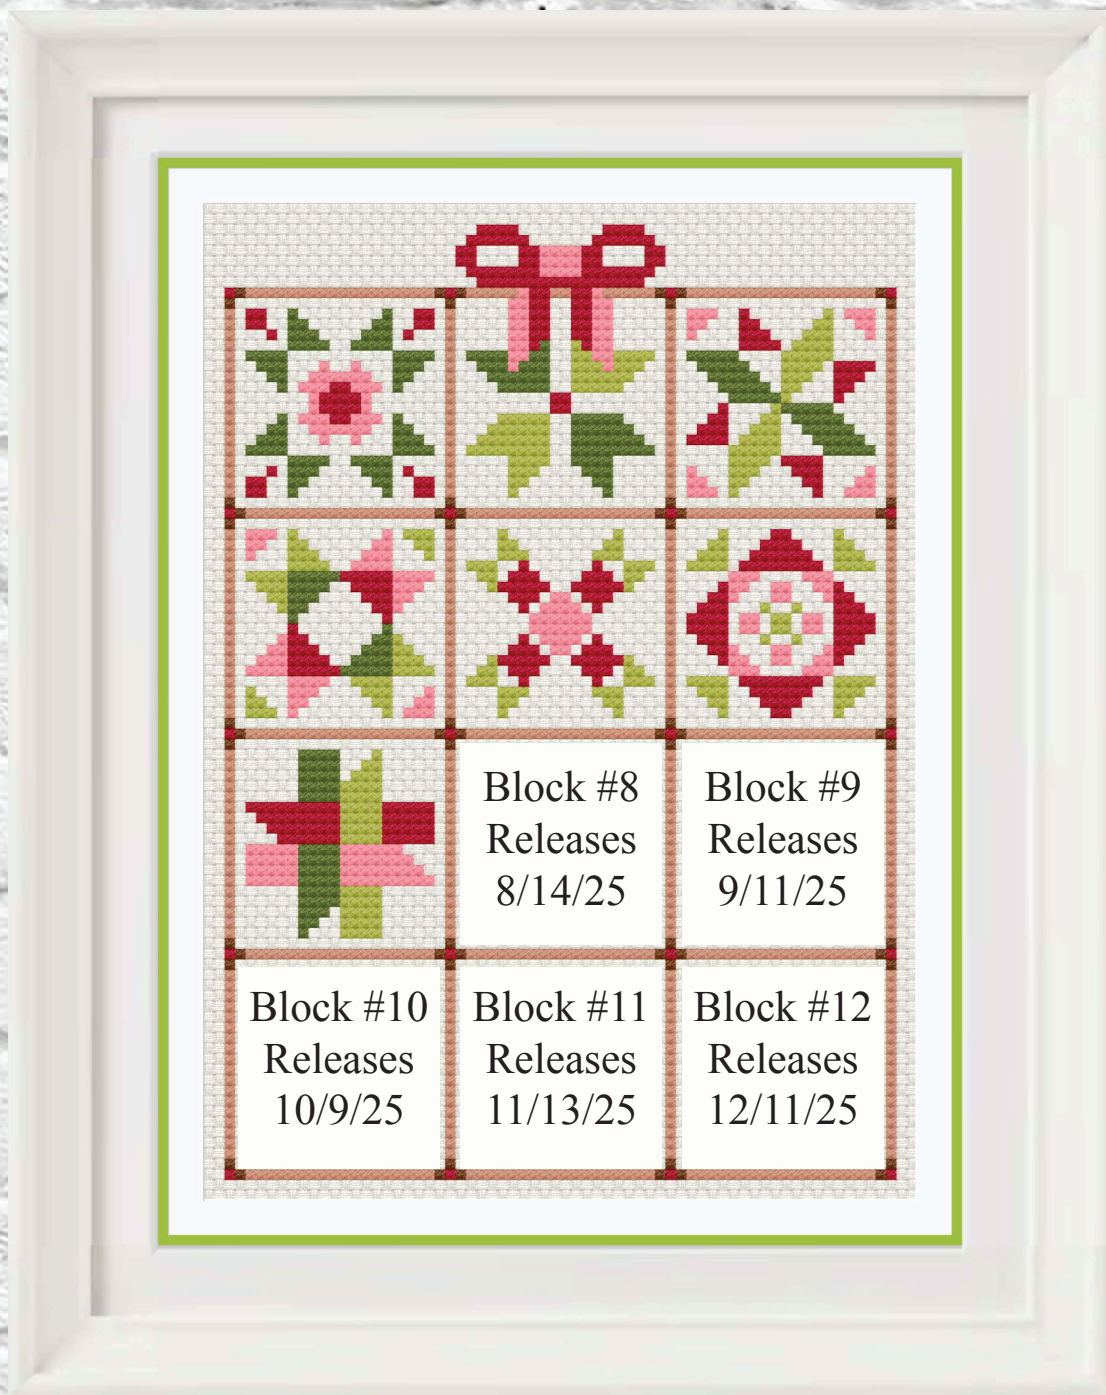 Block #8
Releases
8/14/25
Block #9
Releases
9/11/25
Block #10
Releases
10/9/25
Block #11
Releases
11/13/25
Block #12
Releases
12/11/25